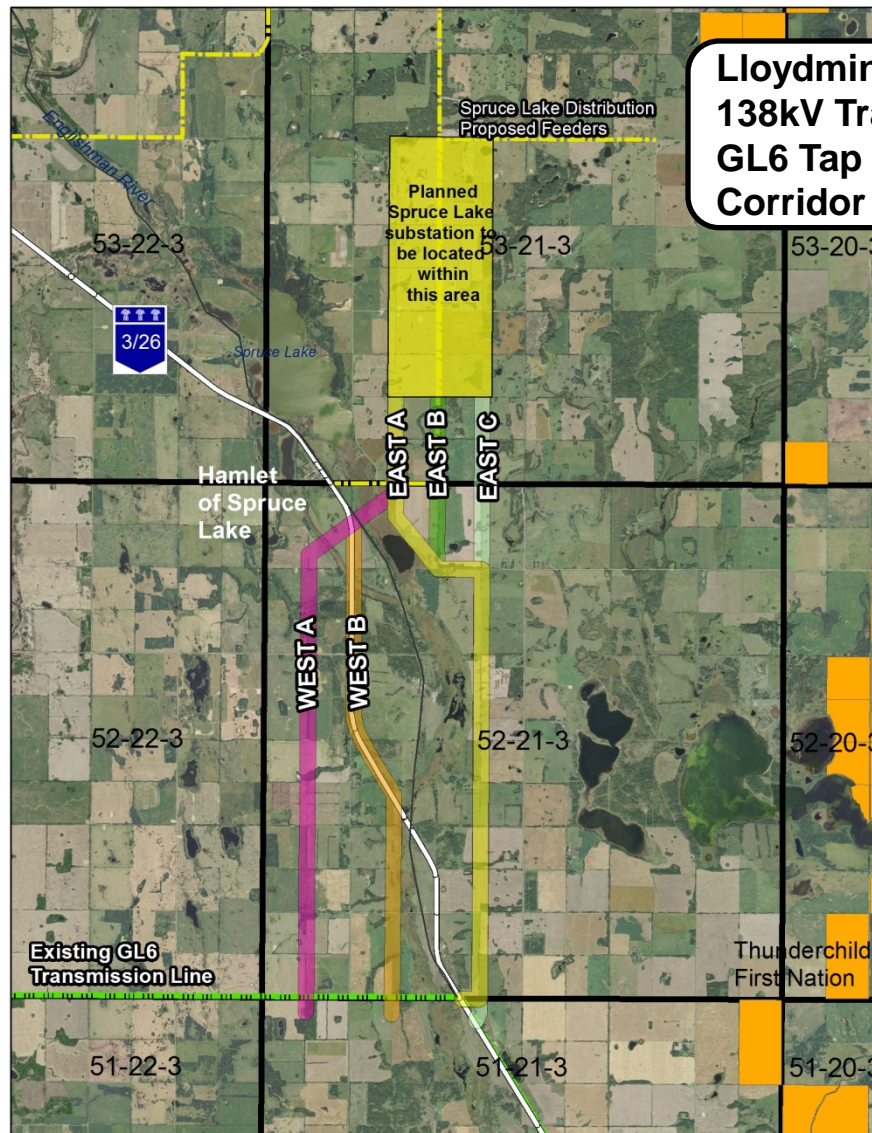 Lloydmin
138kV Tra
GL6 Tap
Corridor
Spruce Lake Distribution
Proposed Feeders
Englishman River
Planned
Spruce Lake
substation to
be located
within
this area
53-22-3
53-21-3
53-20-3
3/26
Spruce Lake
EAST A
EAST B
EAST C
Hamlet
of Spruce
Lake
WEST A
WEST B
52-22-3
52-21-3
52-20-3
Existing GL6
Transmission Line
Thunderchild
First Nation
51-22-3
51-21-3
51-20-3